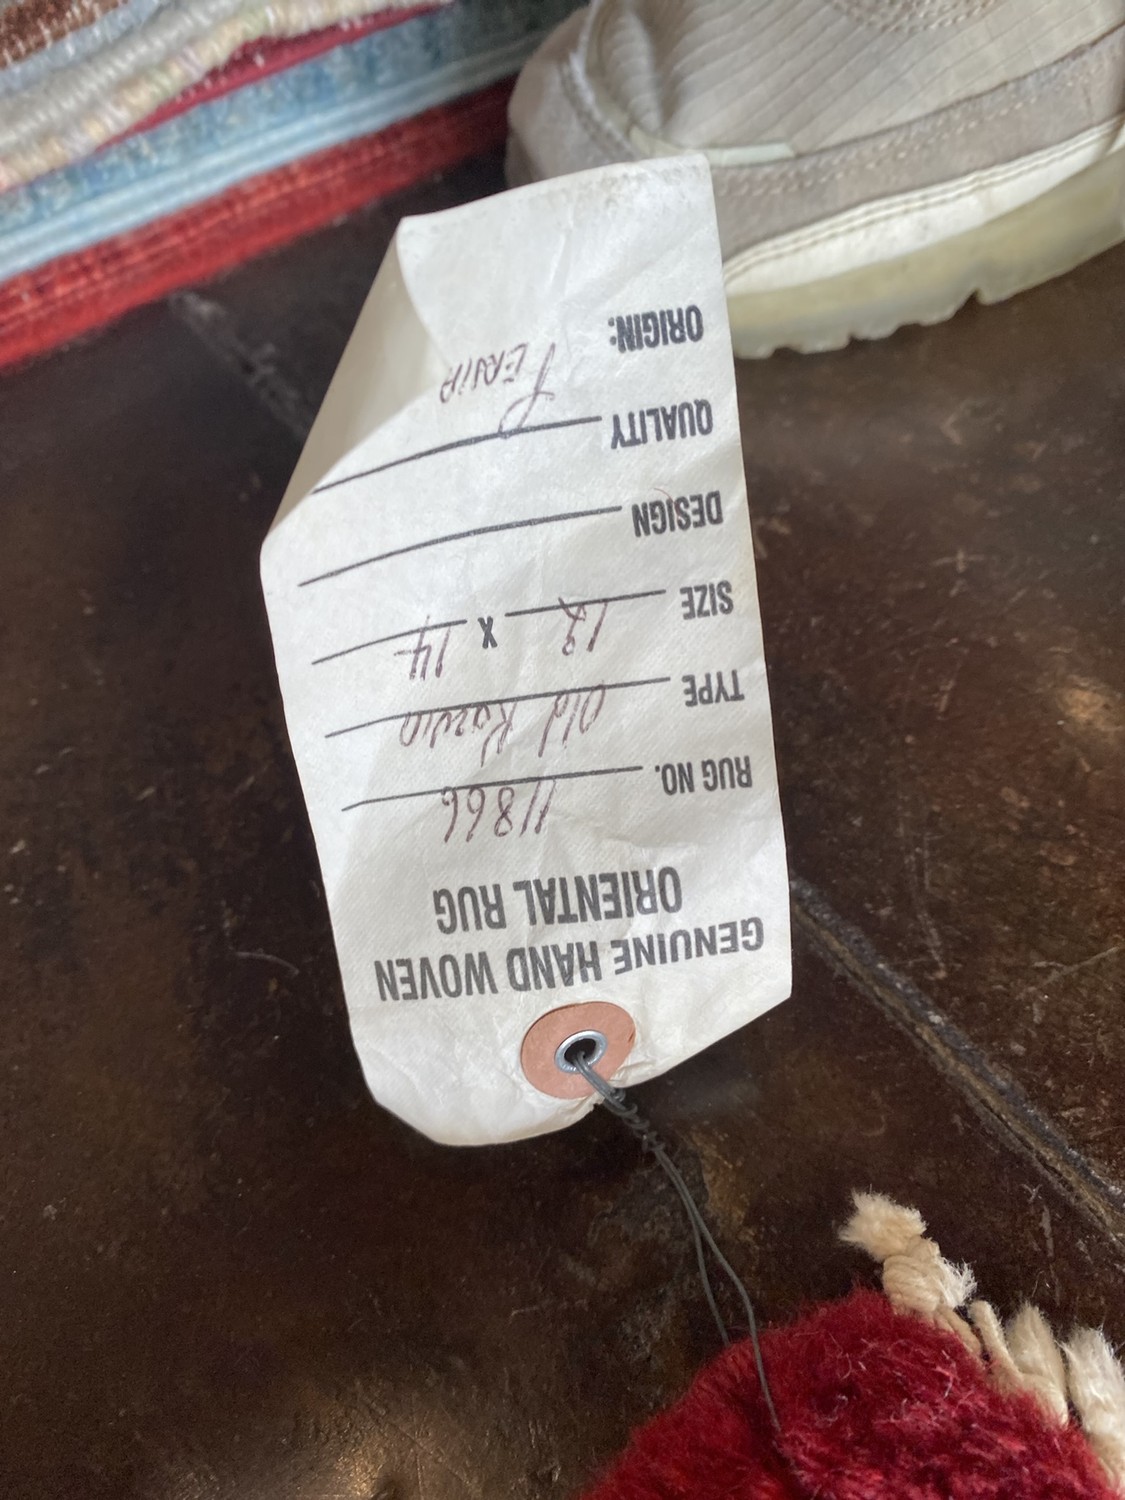 GENUINE HAND WOVEN
ORIENTAL RUG
RUG NO. 11866
TYPE Old Kazvin
SIZE 12 X 14
DESIGN
QUALITY
ORIGIN: PERSIA